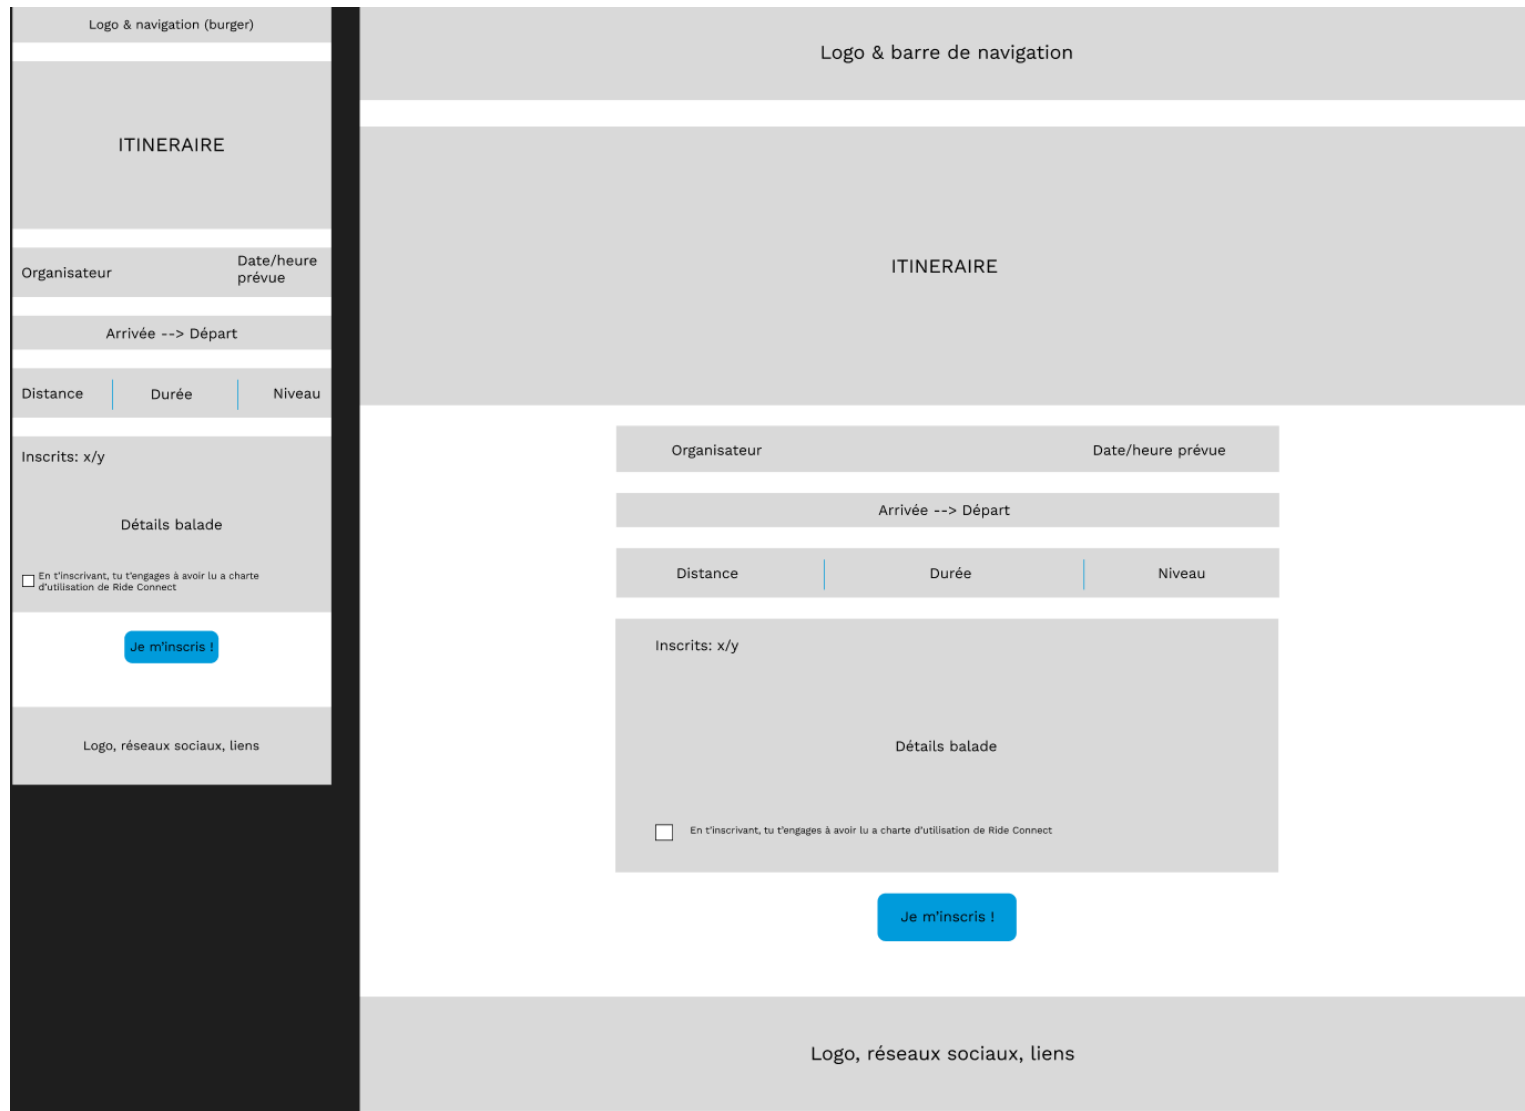 Logo & navigation (burger)
ITINERAIRE
Organisateur
Date/heure
prévue
Arrivée --> Départ
Distance
Durée
Niveau
Inscrits: x/y
Détails balade
En t'inscrivant, tu t'engages à avoir lu a charte
d'utilisation de Ride Connect
Je m'inscris !
Logo, réseaux sociaux, liens
Logo & barre de navigation
ITINERAIRE
Organisateur
Date/heure prévue
Arrivée --> Départ
Distance
Durée
Niveau
Inscrits: x/y
Détails balade
En t'inscrivant, tu t'engages à avoir lu a charte d'utilisation de Ride Connect
Je m'inscris !
Logo, réseaux sociaux, liens